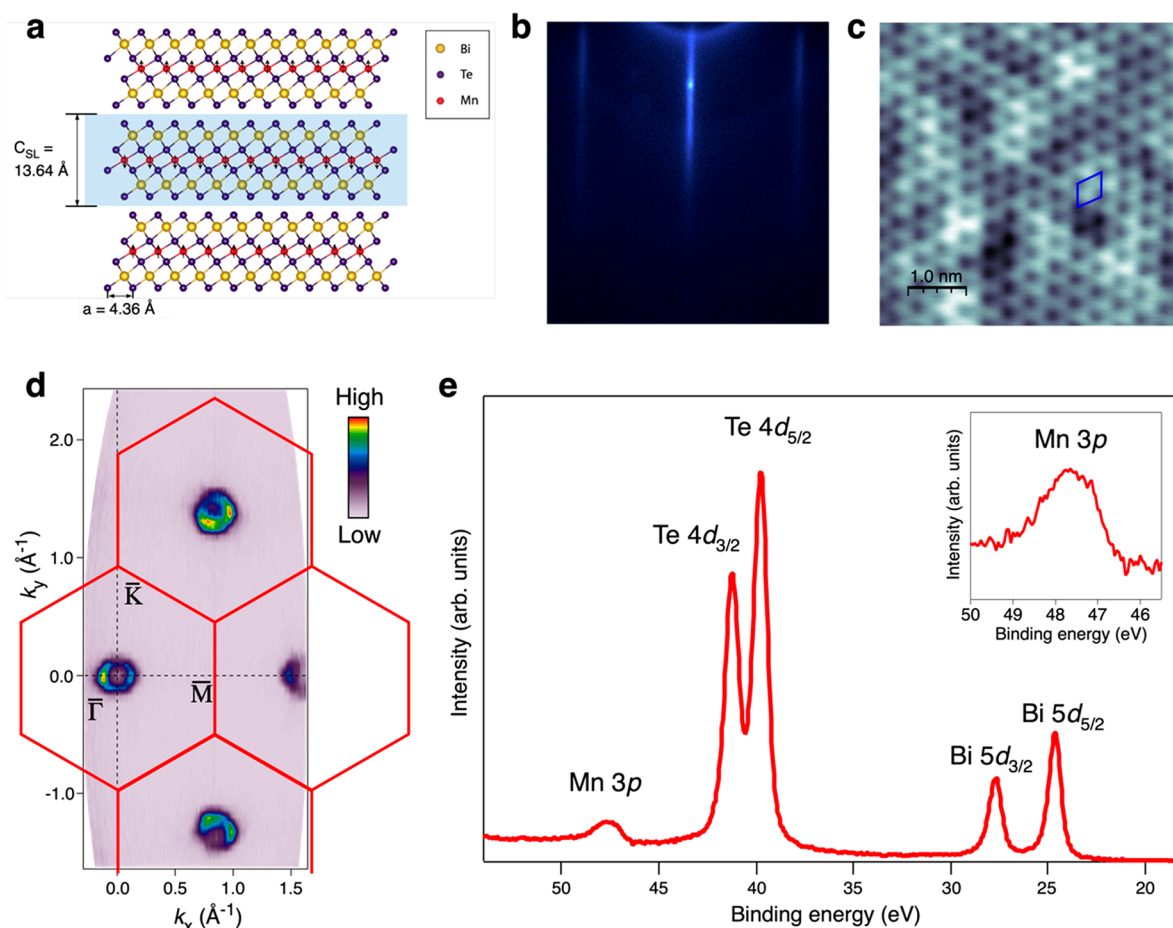 a
Bi
Te
Mn
C_SL =
13.64 Å
a = 4.36 Å
b
c
1.0 nm
d
High
Low
2.0
1.0
0.0
-1.0
k_y (Å⁻¹)
K̅
Γ̅
M̅
0.0 0.5 1.0 1.5
k_x (Å⁻¹)
e
Te 4d_5/2
Te 4d_3/2
Mn 3p
Bi 5d_3/2
Bi 5d_5/2
Intensity (arb. units)
50 45 40 35 30 25 20
Binding energy (eV)
Mn 3p
Intensity (arb. units)
50 49 48 47 46
Binding energy (eV)